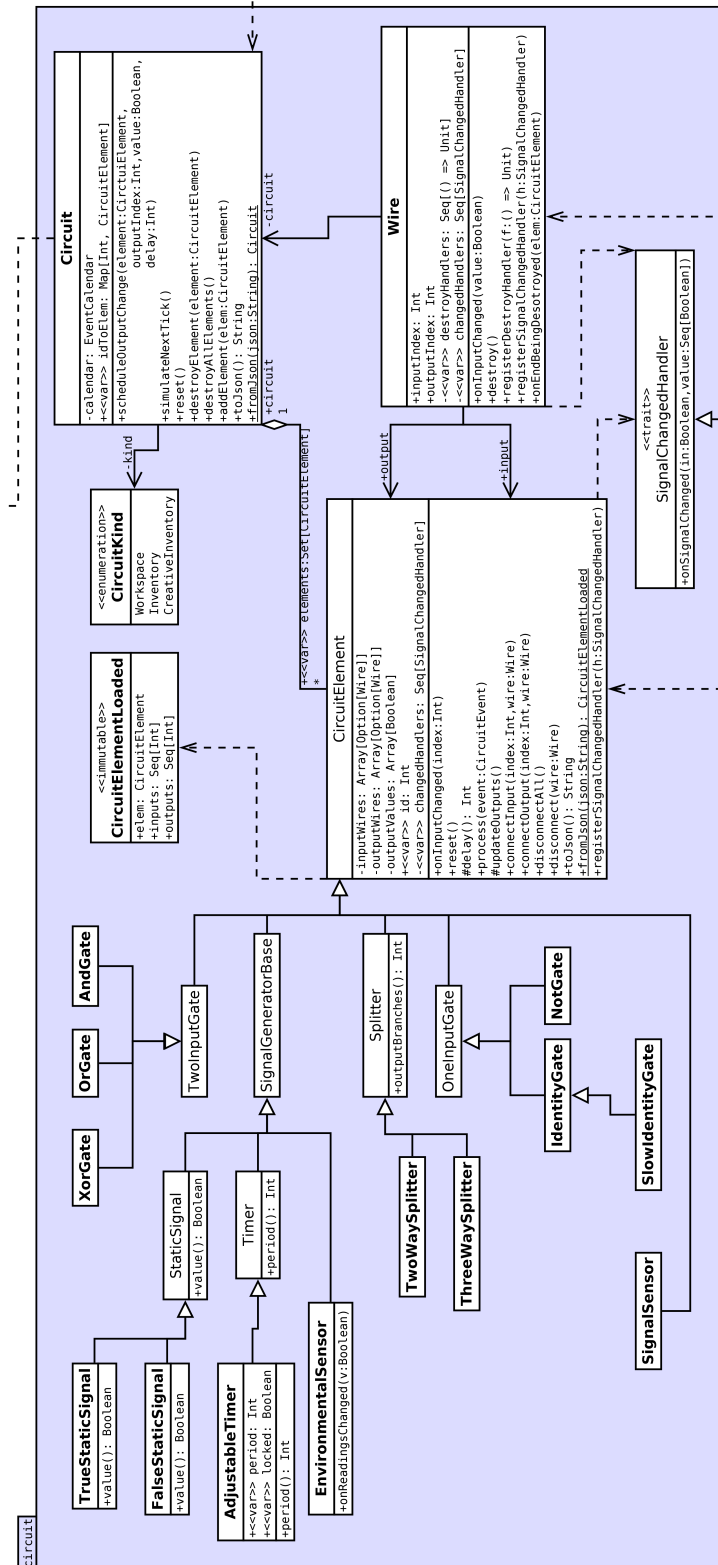 circuit
Circuit
-calendar: EventCalendar
+<<var>> idToElem: Map[Int, CircuitElement]
+scheduleOutputChange(element:CirctuiElement,
outputIndex:Int,value:Boolean,
delay:Int)
+simulateNextTick()
+reset()
+destroyElement(element:CircuitElement)
+destroyAllElements()
+addElement(elem:CircuitElement)
+toJson(): String
+fromJson(json:String): Circuit
-circuit
+circuit
1
-kind
<<enumeration>>
CircuitKind
Workspace
Inventory
CreativeInventory
<<immutable>>
CircuitElementLoaded
+elem: CircuitElement
+inputs: Seq[Int]
+outputs: Seq[Int]
+<<var>> elements:Set[CircuitElement]
*
Wire
+inputIndex: Int
+outputIndex: Int
-<<var>> destroyHandlers: Seq[() => Unit]
-<<var>> changedHandlers: Seq[SignalChangedHandler]
+onInputChanged(value:Boolean)
+destroy()
+registerDestroyHandler(f:() => Unit)
+registerSignalChangedHandler(h:SignalChangedHandler)
+onEndBeingDesotroyed(elem:CircuitElement)
+output
+input
<<trait>>
SignalChangedHandler
+onSignalChanged(in:Boolean,value:Seq[Boolean])
CircuitElement
-inputWires: Array[Option[Wire]]
-outputWires: Array[Option[Wire]]
-outputValues: Array[Boolean]
+<<var>> id: Int
-<<var>> changedHandlers: Seq[SignalChangedHandler]
+onInputChanged(index:Int)
+reset()
#delay(): Int
+process(event:CircuitEvent)
#updateOutputs()
+connectInput(index:Int,wire:Wire)
+connectOutput(index:Int,wire:Wire)
+disconnectAll()
+disconnect(wire:Wire)
+toJson(): String
+fromJson(json:String): CircuitElementLoaded
+registerSignalChangedHandler(h:SignalChangedHandler)
AndGate
OrGate
XorGate
TwoInputGate
SignalGeneratorBase
Splitter
+outputBranches(): Int
OneInputGate
NotGate
IdentityGate
SlowIdentityGate
StaticSignal
+value(): Boolean
Timer
+period(): Int
TwoWaySplitter
ThreeWaySplitter
SignalSensor
TrueStaticSignal
+value(): Boolean
FalseStaticSignal
+value(): Boolean
AdjustableTimer
+<<var>> period: Int
+<<var>> locked: Boolean
+period(): Int
EnvironmentalSensor
+onReadingsChanged(v:Boolean)